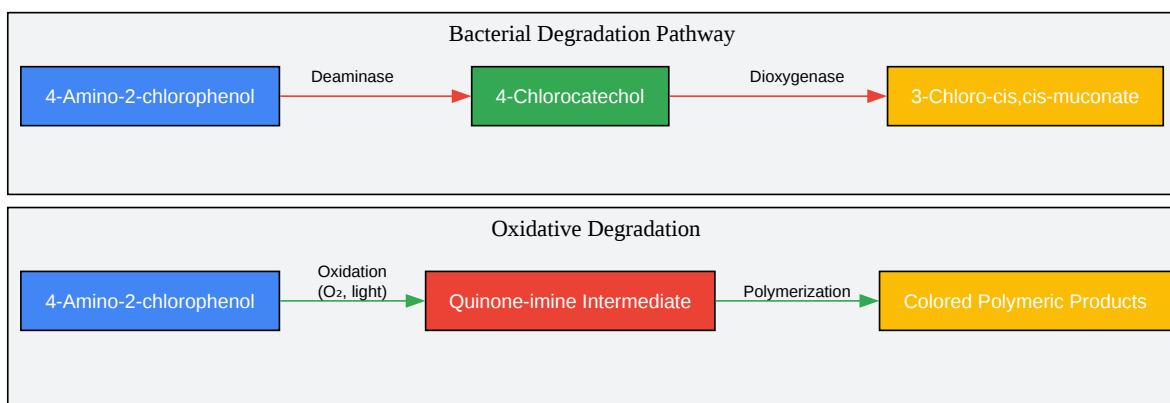 Bacterial Degradation Pathway
Deaminase
Dioxygenase
4-Amino-2-chlorophenol
4-Chlorocatechol
3-Chloro-cis,cis-muconate
Oxidative Degradation
Oxidation
(O₂, light)
Polymerization
4-Amino-2-chlorophenol
Quinone-imine Intermediate
Colored Polymeric Products